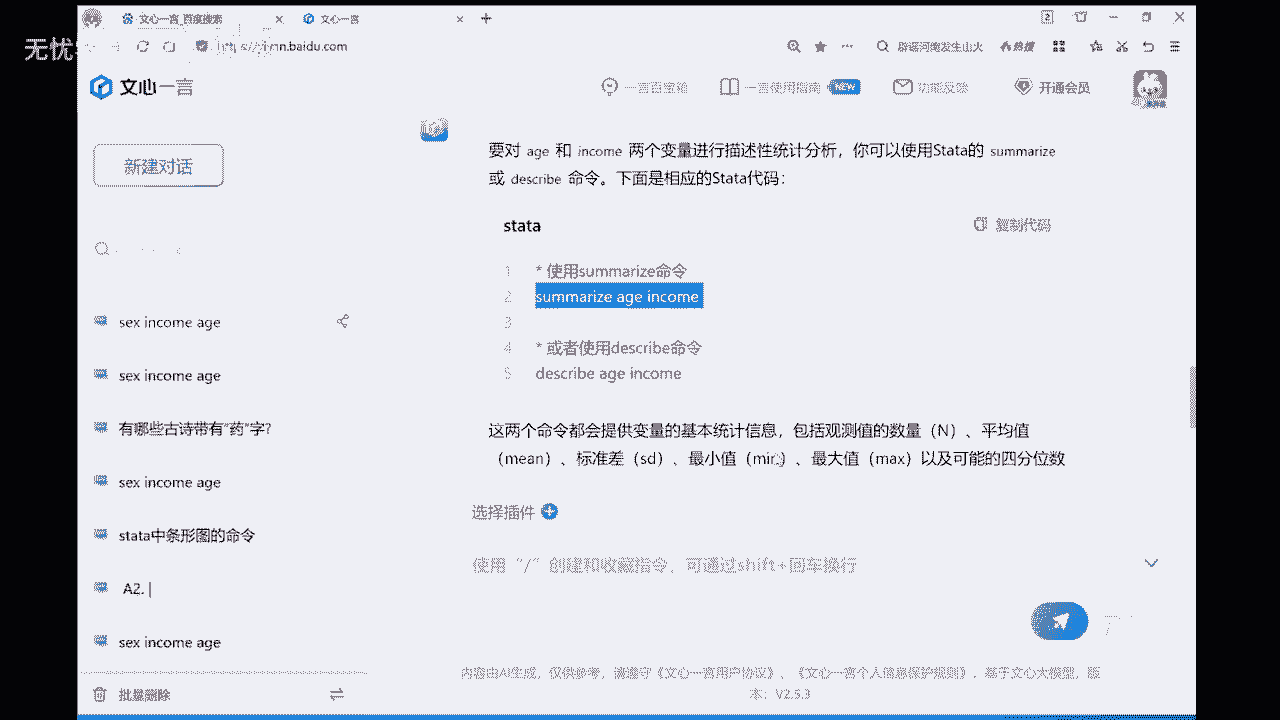 文心一言_百度搜索
文心一言
2
无忧
nn.baidu.com
辟谣河南发生山火
热搜
文心一言
一言百宝箱
一言使用指南 NEW
功能反馈
开通会员
新建对话
要对 age 和 income 两个变量进行描述性统计分析，你可以使用Stata的 summarize
或 describe 命令。下面是相应的Stata代码：
stata
复制代码
1 * 使用summarize命令
2 summarize age income
3
4 * 或者使用describe命令
5 describe age income
这两个命令都会提供变量的基本统计信息，包括观测值的数量（N）、平均值
（mean）、标准差（sd）、最小值（min）、最大值（max）以及可能的四分位数
sex income age
sex income age
有哪些古诗带有"药"字?
sex income age
stata中条形图的命令
A2. |
sex income age
批量删除
选择插件
使用 "/" 创建和收藏指令，可通过shift+回车换行
内容由AI生成，仅供参考，请遵守《文心一言用户协议》、《文心一言个人信息保护规则》，基于文心大模型，版
本：V2.5.3